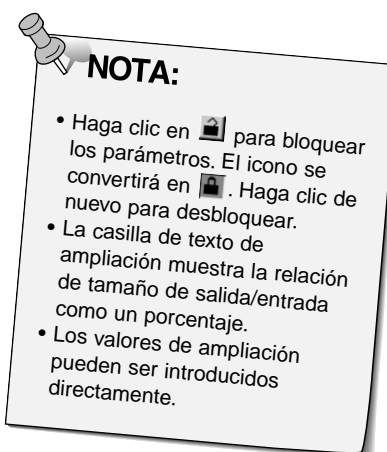 NOTA:
• Haga clic en para bloquear
los parámetros. El icono se
convertirá en . Haga clic de
nuevo para desbloquear.
• La casilla de texto de
ampliación muestra la relación
de tamaño de salida/entrada
como un porcentaje.
• Los valores de ampliación
pueden ser introducidos
directamente.